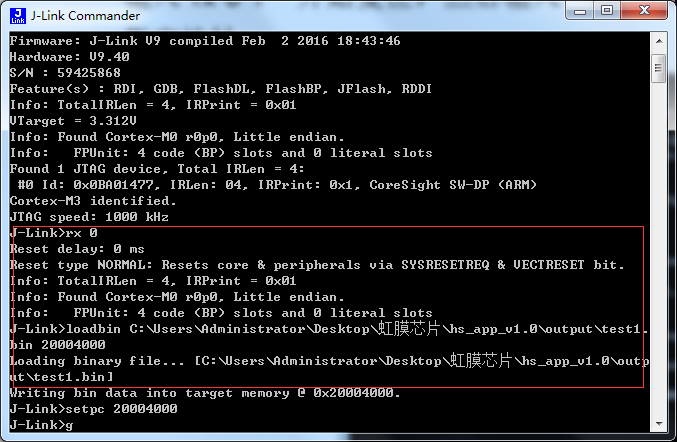 J-Link Commander
Firmware: J-Link V9 compiled Feb  2 2016 18:43:46
Hardware: V9.40
S/N : 59425868
Feature(s) : RDI, GDB, FlashDL, FlashBP, JFlash, RDDI
Info: TotalIRLen = 4, IRPrint = 0x01
VTarget = 3.312V
Info: Found Cortex-M0 r0p0, Little endian.
Info:   FPUnit: 4 code (BP) slots and 0 literal slots
Found 1 JTAG device, Total IRLen = 4:
 #0 Id: 0x0BA01477, IRLen: 04, IRPrint: 0x1, CoreSight SW-DP (ARM)
Cortex-M3 identified.
JTAG speed: 1000 kHz
J-Link>rx 0
Reset delay: 0 ms
Reset type NORMAL: Resets core & peripherals via SYSRESETREQ & VECTRESET bit.
Info: TotalIRLen = 4, IRPrint = 0x01
Info: Found Cortex-M0 r0p0, Little endian.
Info:   FPUnit: 4 code (BP) slots and 0 literal slots
J-Link>loadbin C:\Users\Administrator\Desktop\虹膜芯片\hs_app_v1.0\output\test1.
bin 20004000
Loading binary file... [C:\Users\Administrator\Desktop\虹膜芯片\hs_app_v1.0\outp
ut\test1.bin]
Writing bin data into target memory @ 0x20004000.
J-Link>setpc 20004000
J-Link>g